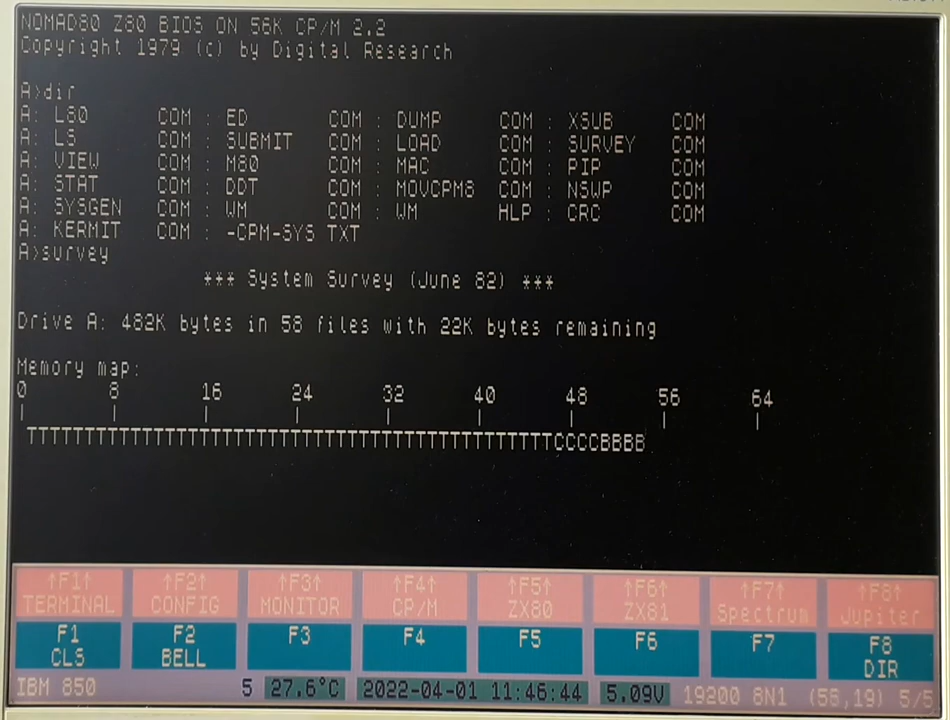 NOMAD80 Z80 BIOS ON 56K CP/M 2.2
Copyright 1979 (c) by Digital Research
A>dir
A: L80 COM : ED COM : DUMP COM : XSUB COM
A: LS COM : SUBMIT COM : LOAD COM : SURVEY COM
A: VIEW COM : M80 COM : MAC COM : PIP COM
A: STAT COM : DDT COM : MOVCPM8 COM : NSWP COM
A: SYSGEN COM : WM COM : WM HLP : CRC COM
A: KERMIT COM : -CPM-SYS TXT
A>survey
*** System Survey (June 82) ***
Drive A: 482K bytes in 58 files with 22K bytes remaining
Memory map:
0 8 16 24 32 40 48 56 64
| | | | | | | | |
TTTTTTTTTTTTTTTTTTTTTTTTTTTTTTTTTTTTTTTTTTTTTTCCCCBBBB
↑F1↑ ↑F2↑ ↑F3↑ ↑F4↑ ↑F5↑ ↑F6↑ ↑F7↑ ↑F8↑
TERMINAL CONFIG MONITOR CP/M ZX80 ZX81 Spectrum Jupiter
F1 F2 F3 F4 F5 F6 F7 F8
CLS BELL DIR
IBM 850 5 27.6°C 2022-04-01 11:46:44 5.09V 19200 8N1 (56,19) 5/5